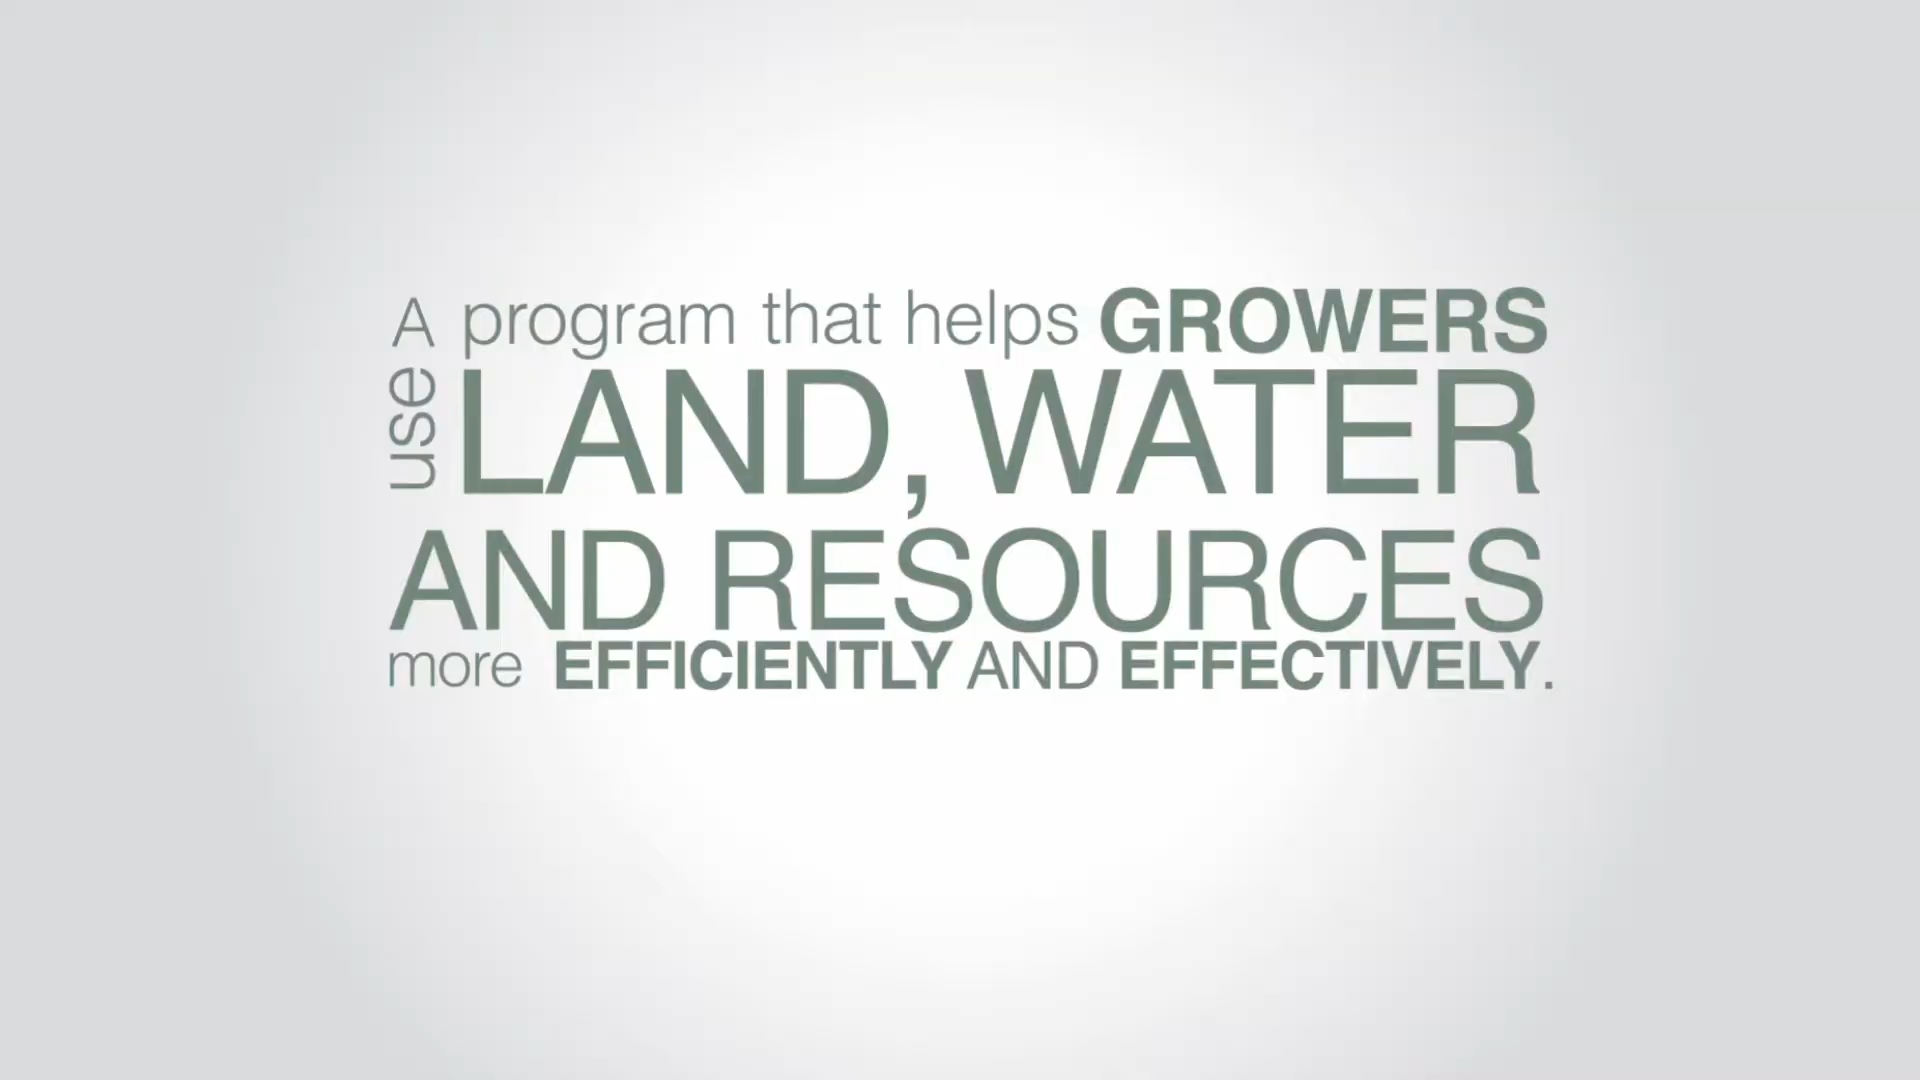 A program that helps GROWERS
use LAND, WATER
AND RESOURCES
more EFFICIENTLY AND EFFECTIVELY.